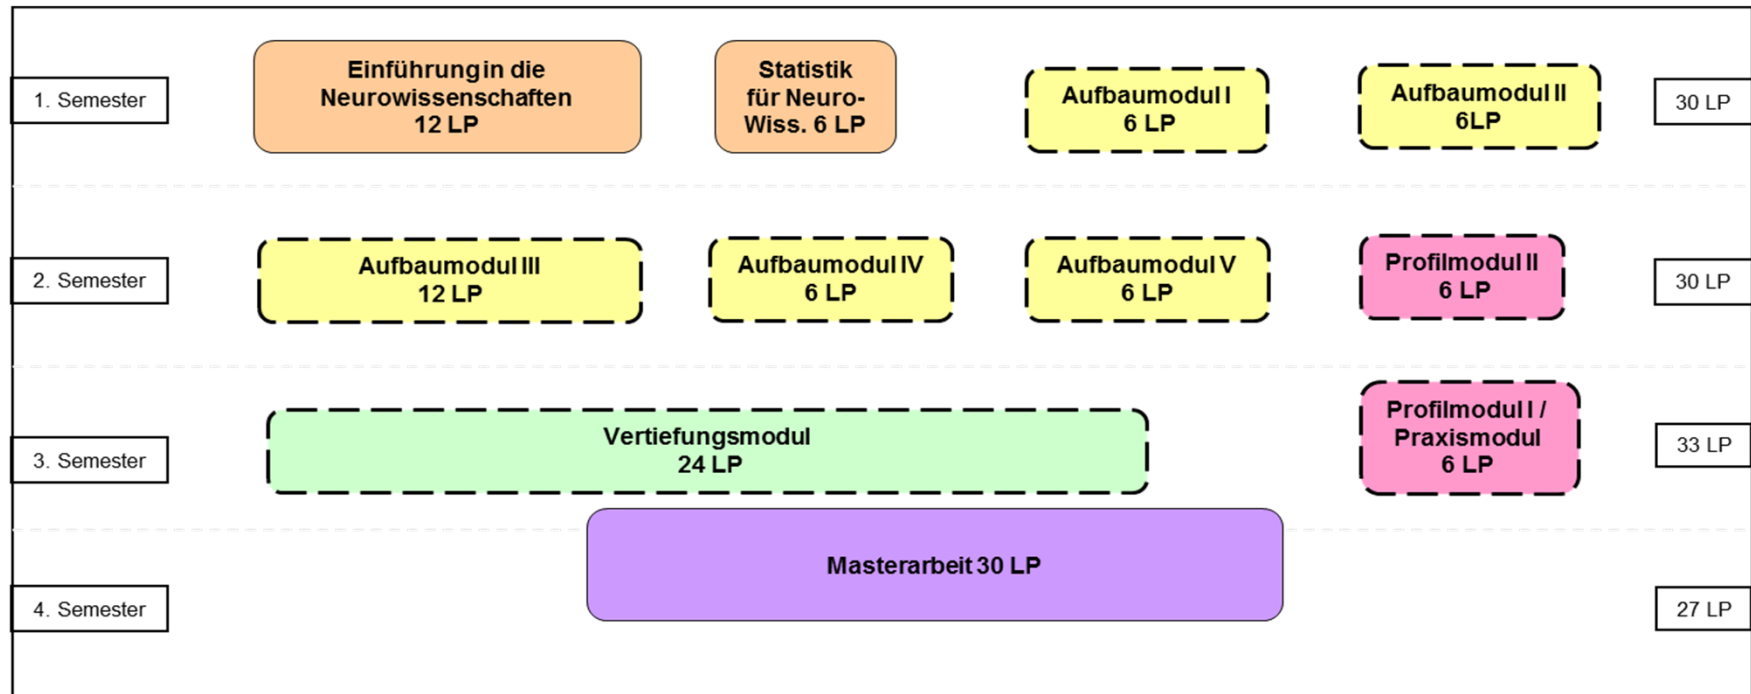 1. Semester
Einführung in die
Neurowissenschaften
12 LP
Statistik
für Neuro-
Wiss. 6 LP
Aufbaumodul I
6 LP
Aufbaumodul II
6LP
30 LP
2. Semester
Aufbaumodul III
12 LP
Aufbaumodul IV
6 LP
Aufbaumodul V
6 LP
Profilmodul II
6 LP
30 LP
3. Semester
Vertiefungsmodul
24 LP
Profilmodul I /
Praxismodul
6 LP
33 LP
Masterarbeit 30 LP
4. Semester
27 LP